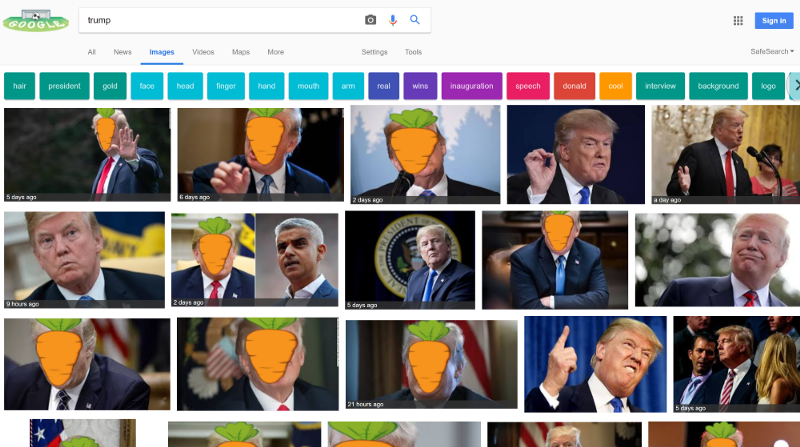 GOOGLE
trump
Sign in
All News Images Videos Maps More Settings Tools
SafeSearch
hair president gold face head finger hand mouth arm real wins inauguration speech donald cool interview background logo
5 days ago
6 days ago
2 days ago
a day ago
9 hours ago
2 days ago
5 days ago
21 hours ago
5 days ago